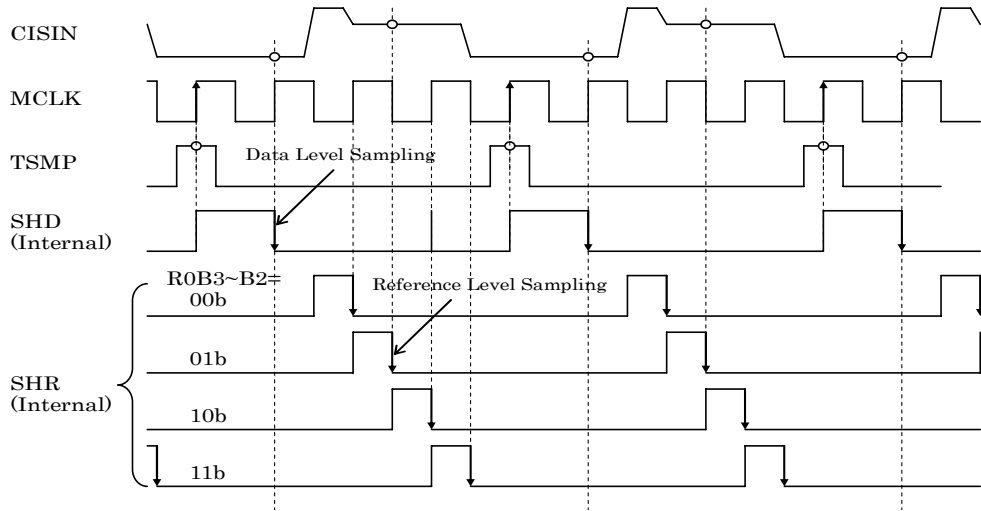 CISIN
MCLK
TSMP
Data Level Sampling
SHD
(Internal)
R0B3~B2=
00b
Reference Level Sampling
01b
SHR
(Internal)
10b
11b